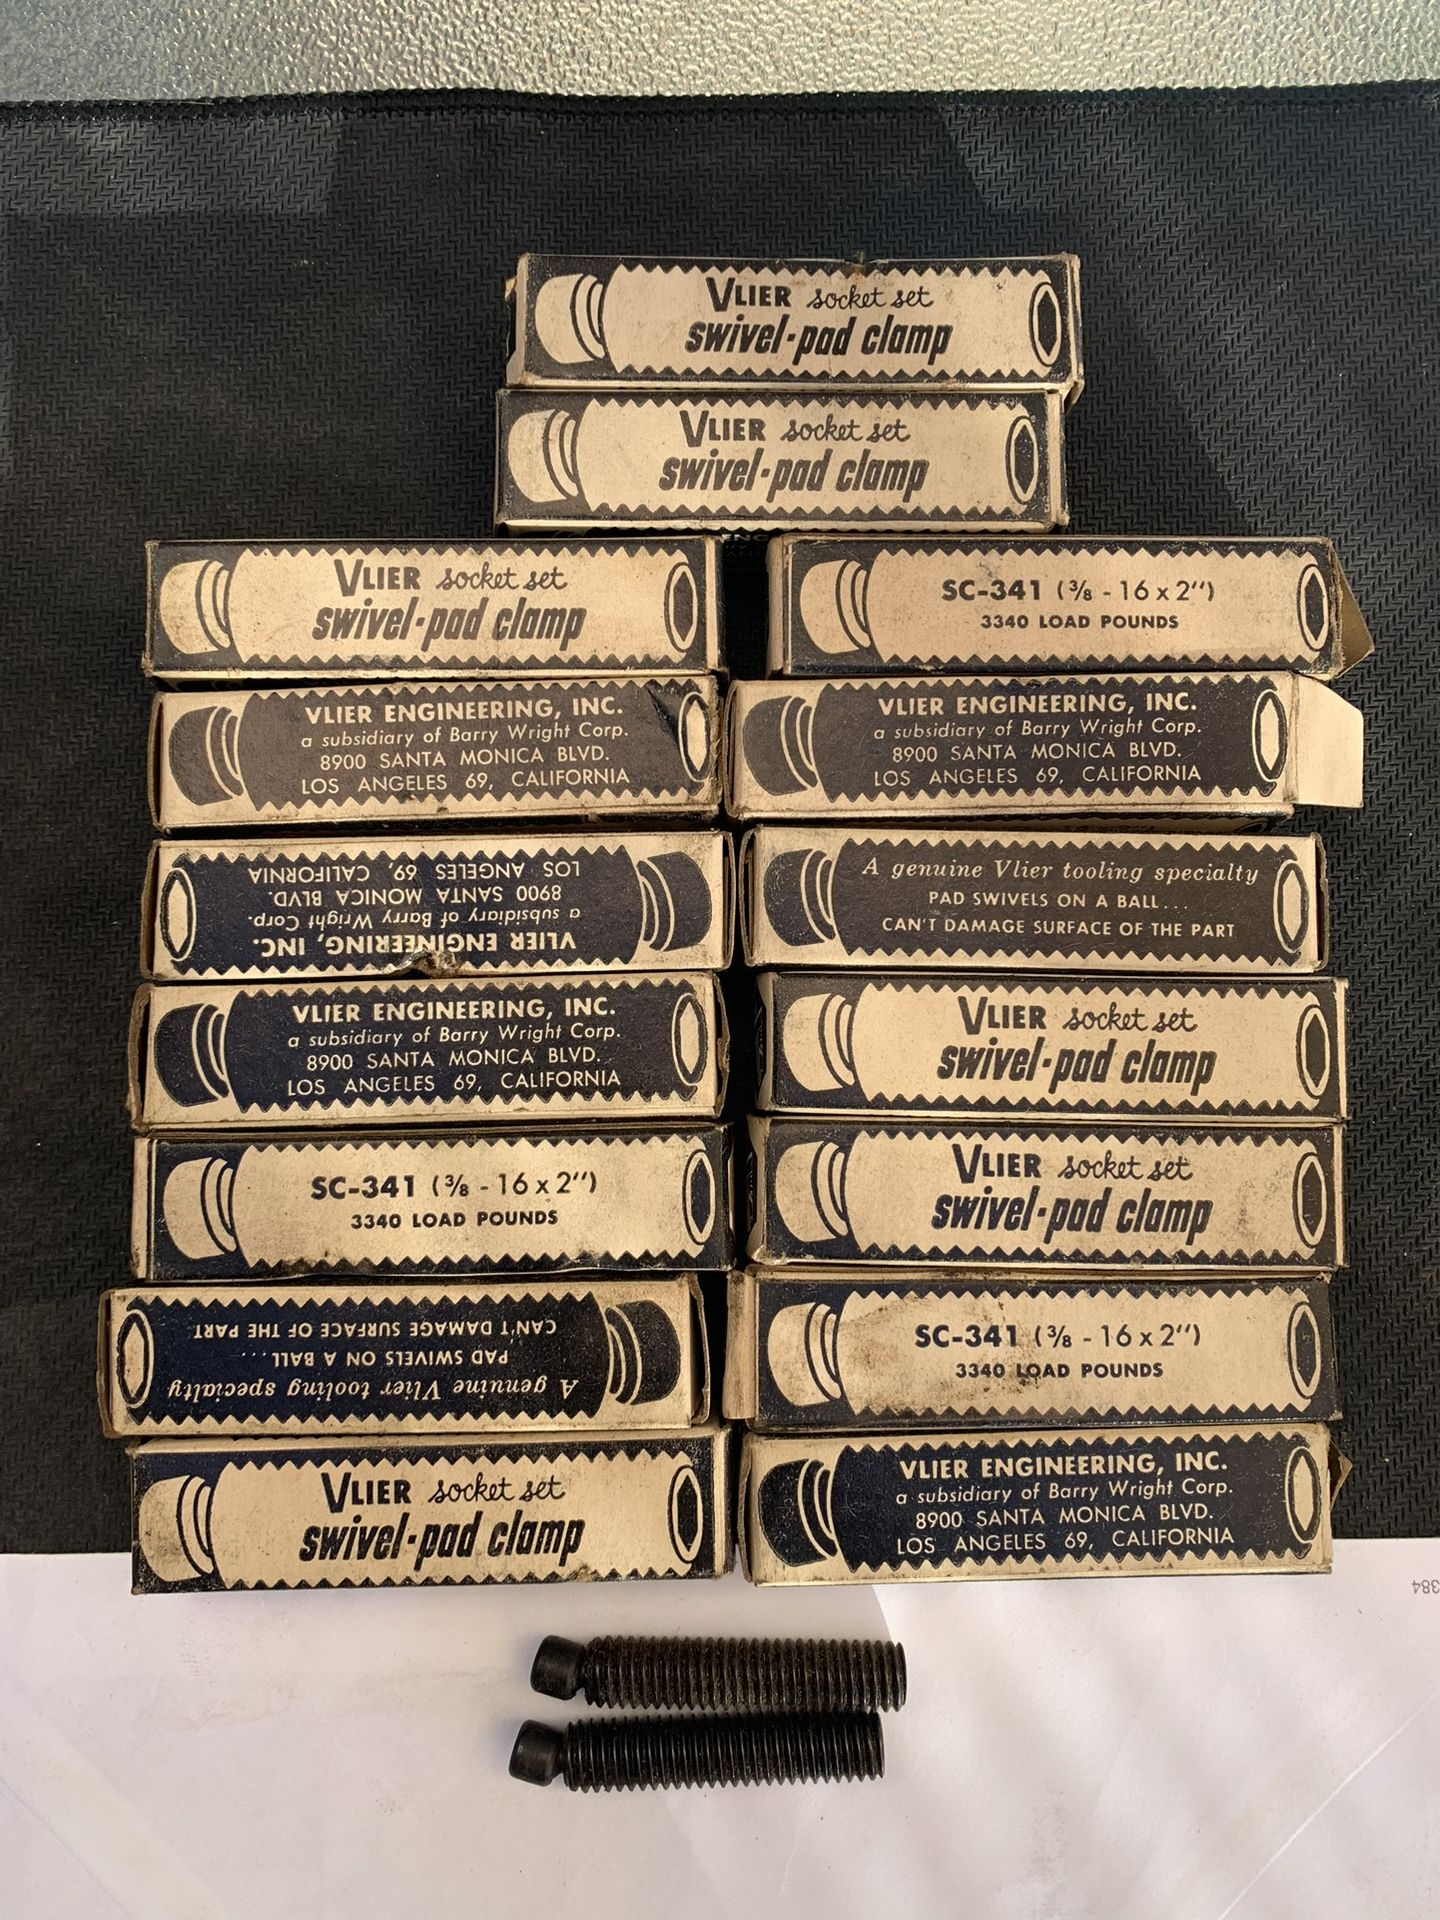 VLIER socket set
swivel-pad clamp
VLIER socket set
swivel-pad clamp
VLIER socket set
swivel-pad clamp
SC-341 (3/8 - 16 x 2")
3340 LOAD POUNDS
VLIER ENGINEERING, INC.
a subsidiary of Barry Wright Corp.
8900 SANTA MONICA BLVD.
LOS ANGELES 69, CALIFORNIA
VLIER ENGINEERING, INC.
a subsidiary of Barry Wright Corp.
8900 SANTA MONICA BLVD.
LOS ANGELES 69, CALIFORNIA
VLIER ENGINEERING, INC.
a subsidiary of Barry Wright Corp.
8900 SANTA MONICA BLVD.
LOS ANGELES 69, CALIFORNIA
A genuine Vlier tooling specialty
PAD SWIVELS ON A BALL...
CAN'T DAMAGE SURFACE OF THE PART
VLIER ENGINEERING, INC.
a subsidiary of Barry Wright Corp.
8900 SANTA MONICA BLVD.
LOS ANGELES 69, CALIFORNIA
VLIER socket set
swivel-pad clamp
SC-341 (3/8 - 16 x 2")
3340 LOAD POUNDS
VLIER socket set
swivel-pad clamp
A genuine Vlier tooling specialty
PAD SWIVELS ON A BALL....
CAN'T DAMAGE SURFACE OF THE PART
SC-341 (3/8 - 16 x 2")
3340 LOAD POUNDS
VLIER socket set
swivel-pad clamp
VLIER ENGINEERING, INC.
a subsidiary of Barry Wright Corp.
8900 SANTA MONICA BLVD.
LOS ANGELES 69, CALIFORNIA
384